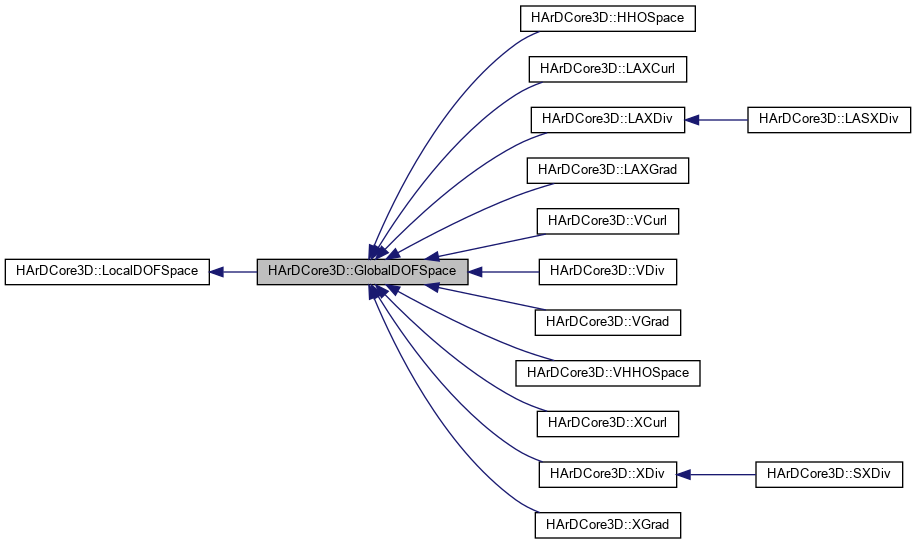 HArDCore3D::HHOSpace
HArDCore3D::LAXCurl
HArDCore3D::LAXDiv
HArDCore3D::LASXDiv
HArDCore3D::LAXGrad
HArDCore3D::VCurl
HArDCore3D::LocalDOFSpace
HArDCore3D::GlobalDOFSpace
HArDCore3D::VDiv
HArDCore3D::VGrad
HArDCore3D::VHHOSpace
HArDCore3D::XCurl
HArDCore3D::XDiv
HArDCore3D::SXDiv
HArDCore3D::XGrad